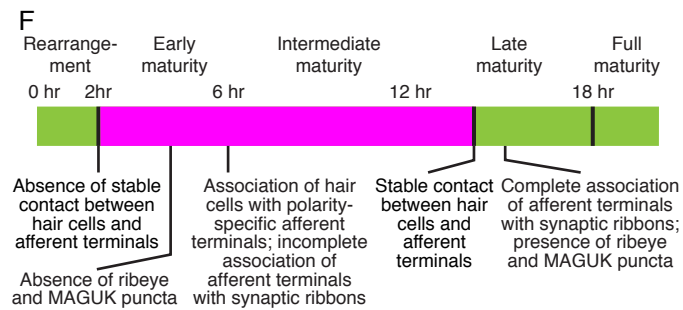 F
Rearrange-
ment
Early
maturity
Intermediate
maturity
Late
maturity
Full
maturity
0 hr 2hr 6 hr 12 hr 18 hr
Absence of stable
contact between
hair cells and
afferent terminals
Absence of ribeye
and MAGUK puncta
Association of hair
cells with polarity-
specific afferent
terminals; incomplete
association of
afferent terminals
with synaptic ribbons
Stable contact
between hair
cells and
afferent
terminals
Complete association
of afferent terminals
with synaptic ribbons;
presence of ribeye
and MAGUK puncta